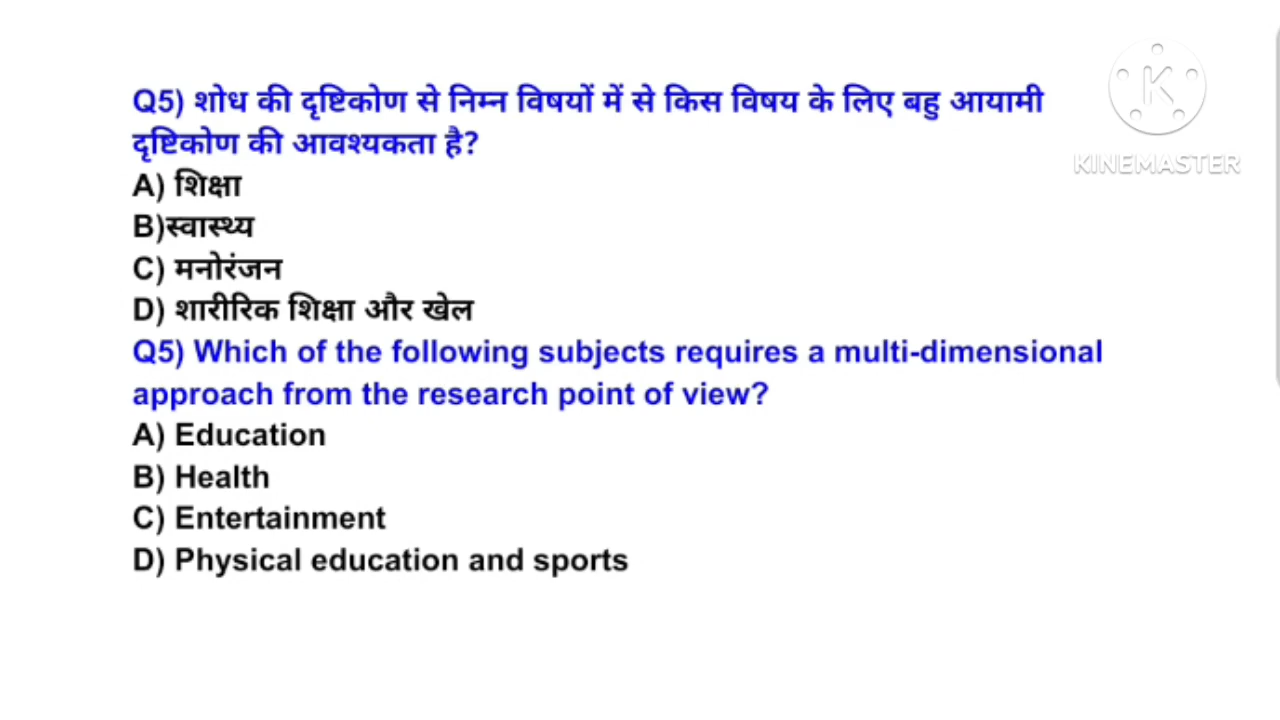 Q5) शोध की दृष्टिकोण से निम्न विषयों में से किस विषय के लिए बहु आयामी
दृष्टिकोण की आवश्यकता है?
A) शिक्षा
B)स्वास्थ्य
C) मनोरंजन
D) शारीरिक शिक्षा और खेल
Q5) Which of the following subjects requires a multi-dimensional
approach from the research point of view?
A) Education
B) Health
C) Entertainment
D) Physical education and sports
K
KINEMASTER